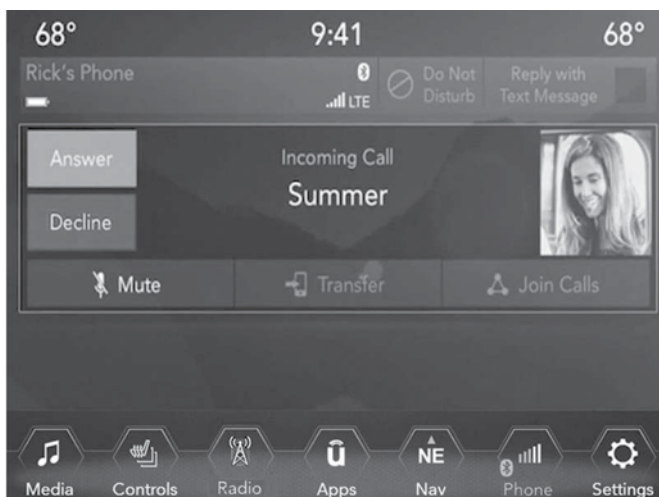 68° 9:41 68°
Rick's Phone
LTE
Do Not
Disturb
Reply with
Text Message
Answer
Incoming Call
Summer
Decline
Mute Transfer Join Calls
ū NE
Media Controls Radio Apps Nav Phone Settings